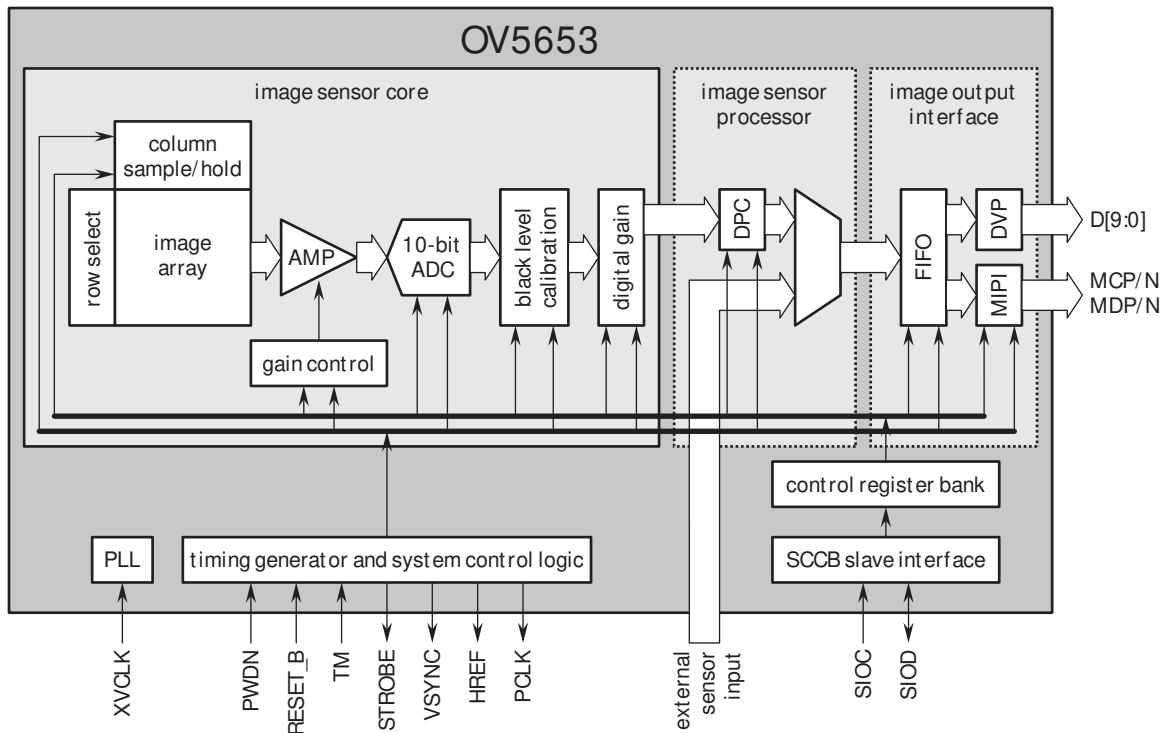 OV5653
image sensor core
image sensor
processor
image output
interface
column
sample/hold
row select
image
array
AMP
10-bit
ADC
black level
calibration
digital gain
DPC
FIFO
DVP
MIPI
D[9:0]
MCP/N
MDP/N
gain control
control register bank
PLL
timing generator and system control logic
SCCB slave interface
XVCLK
PWDN
RESET_B
TM
STROBE
VSYNC
HREF
PCLK
external
sensor
input
SIOC
SIOD